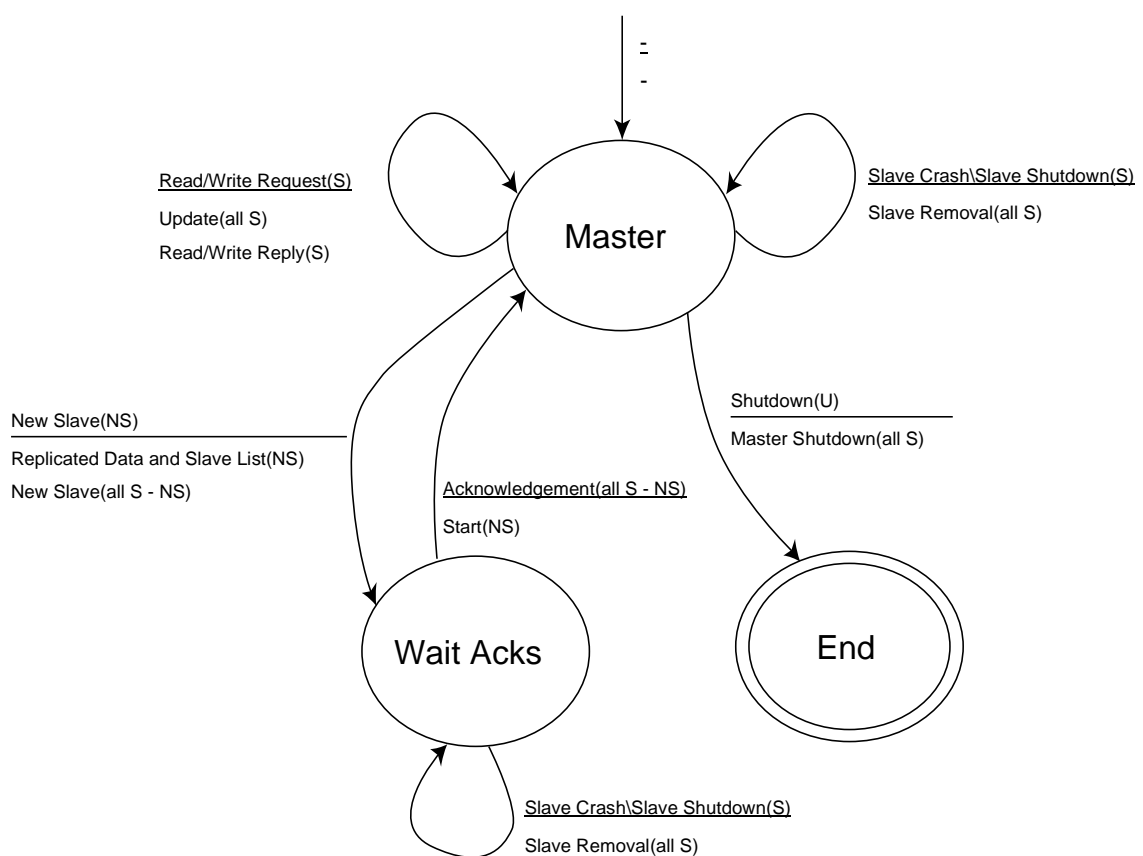 -
-
Read/Write Request(S)
Update(all S)
Read/Write Reply(S)
Master
Slave Crash\Slave Shutdown(S)
Slave Removal(all S)
New Slave(NS)
Replicated Data and Slave List(NS)
New Slave(all S - NS)
Acknowledgement(all S - NS)
Start(NS)
Shutdown(U)
Master Shutdown(all S)
Wait Acks
End
Slave Crash\Slave Shutdown(S)
Slave Removal(all S)